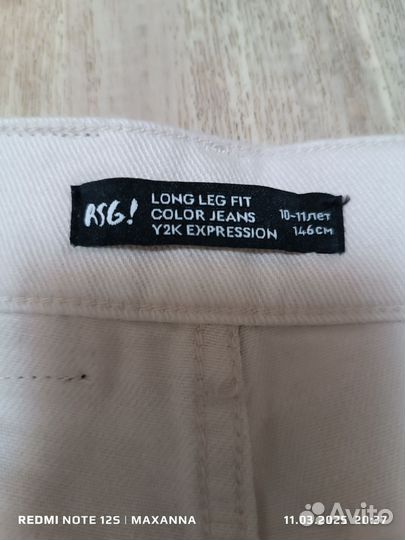 RSG!
LONG LEG FIT
COLOR JEANS
Y2K EXPRESSION
10-11ЛЕТ
146СМ
REDMI NOTE 12S | MAXANNA
11.03.2025 20:37
Avito